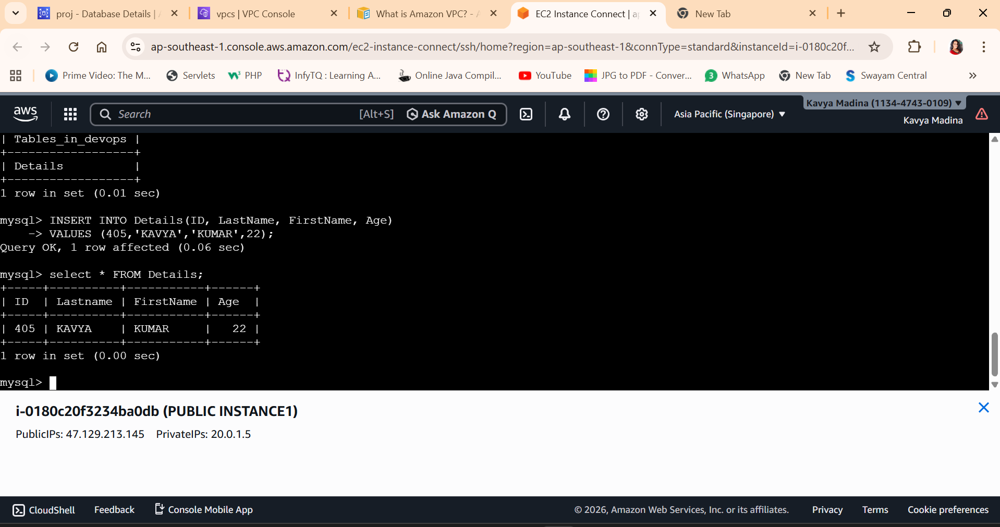 proj - Database Details |
vpcs | VPC Console
What is Amazon VPC? -
EC2 Instance Connect | ap
New Tab
ap-southeast-1.console.aws.amazon.com/ec2-instance-connect/ssh/home?region=ap-southeast-1&connType=standard&instanceId=i-0180c20f...
Prime Video: The M...
Servlets
PHP
InfyTQ : Learning A...
Online Java Compil...
YouTube
JPG to PDF - Conver...
3 WhatsApp
New Tab
Swayam Central
aws
Search
[Alt+S]
Ask Amazon Q
Asia Pacific (Singapore)
Kavya Madina (1134-4743-0109)
Kavya Madina
| Tables_in_devops |
+------------------+
| Details          |
+------------------+
1 row in set (0.01 sec)
mysql> INSERT INTO Details(ID, LastName, FirstName, Age)
    -> VALUES (405,'KAVYA','KUMAR',22);
Query OK, 1 row affected (0.06 sec)
mysql> select * FROM Details;
+-----+----------+-----------+------+
| ID  | Lastname | FirstName | Age  |
+-----+----------+-----------+------+
| 405 | KAVYA    | KUMAR     |   22 |
+-----+----------+-----------+------+
1 row in set (0.00 sec)
mysql>
i-0180c20f3234ba0db (PUBLIC INSTANCE1)
PublicIPs: 47.129.213.145 PrivateIPs: 20.0.1.5
CloudShell
Feedback
Console Mobile App
© 2026, Amazon Web Services, Inc. or its affiliates.
Privacy
Terms
Cookie preferences